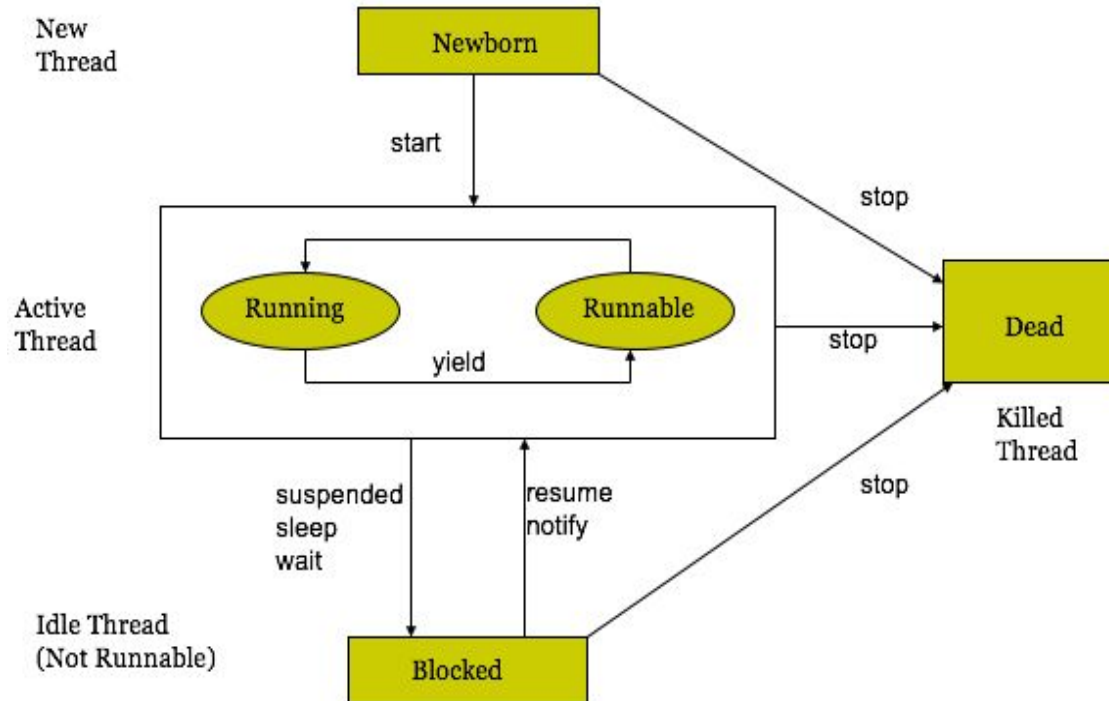 New
Thread
Newborn
start
stop
Active
Thread
Running
Runnable
yield
stop
Dead
Killed
Thread
suspended
sleep
wait
resume
notify
stop
Idle Thread
(Not Runnable)
Blocked